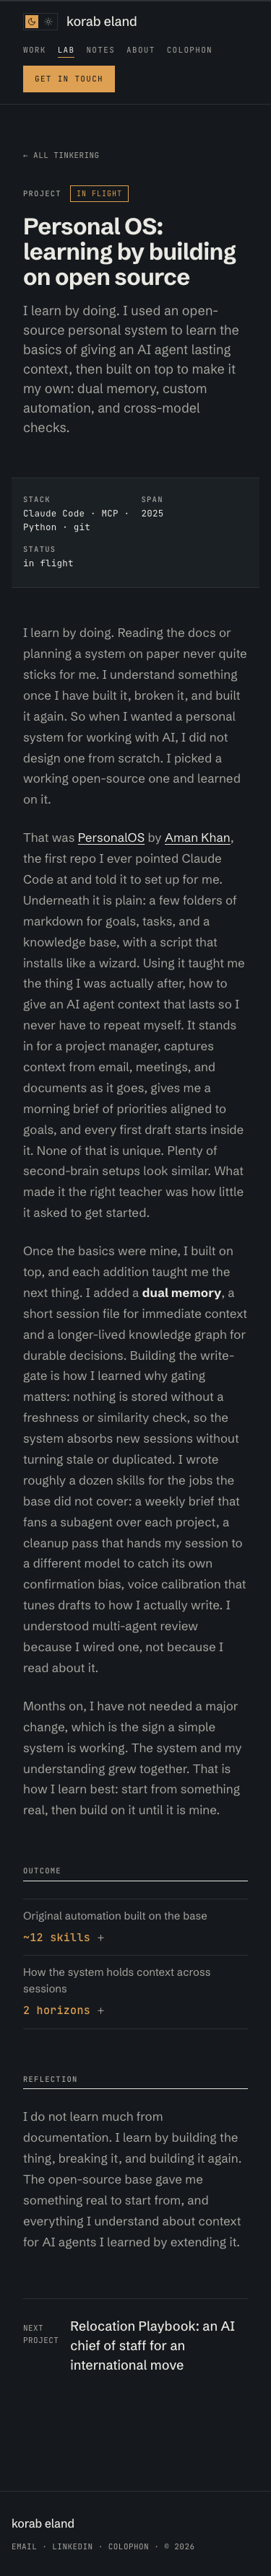 korab eland
WORK LAB NOTES ABOUT COLOPHON
GET IN TOUCH
← ALL TINKERING
PROJECT IN FLIGHT
Personal OS:
learning by building
on open source
I learn by doing. I used an open-
source personal system to learn the
basics of giving an AI agent lasting
context, then built on top to make it
my own: dual memory, custom
automation, and cross-model
checks.
STACK
Claude Code · MCP ·
Python · git
SPAN
2025
STATUS
in flight
I learn by doing. Reading the docs or
planning a system on paper never quite
sticks for me. I understand something
once I have built it, broken it, and built
it again. So when I wanted a personal
system for working with AI, I did not
design one from scratch. I picked a
working open-source one and learned
on it.
That was PersonalOS by Aman Khan,
the first repo I ever pointed Claude
Code at and told it to set up for me.
Underneath it is plain: a few folders of
markdown for goals, tasks, and a
knowledge base, with a script that
installs like a wizard. Using it taught me
the thing I was actually after, how to
give an AI agent context that lasts so I
never have to repeat myself. It stands
in for a project manager, captures
context from email, meetings, and
documents as it goes, gives me a
morning brief of priorities aligned to
goals, and every first draft starts inside
it. None of that is unique. Plenty of
second-brain setups look similar. What
made it the right teacher was how little
it asked to get started.
Once the basics were mine, I built on
top, and each addition taught me the
next thing. I added a dual memory, a
short session file for immediate context
and a longer-lived knowledge graph for
durable decisions. Building the write-
gate is how I learned why gating
matters: nothing is stored without a
freshness or similarity check, so the
system absorbs new sessions without
turning stale or duplicated. I wrote
roughly a dozen skills for the jobs the
base did not cover: a weekly brief that
fans a subagent over each project, a
cleanup pass that hands my session to
a different model to catch its own
confirmation bias, voice calibration that
tunes drafts to how I actually write. I
understood multi-agent review
because I wired one, not because I
read about it.
Months on, I have not needed a major
change, which is the sign a simple
system is working. The system and my
understanding grew together. That is
how I learn best: start from something
real, then build on it until it is mine.
OUTCOME
Original automation built on the base
~12 skills +
How the system holds context across
sessions
2 horizons +
REFLECTION
I do not learn much from
documentation. I learn by building the
thing, breaking it, and building it again.
The open-source base gave me
something real to start from, and
everything I understand about context
for AI agents I learned by extending it.
NEXT
PROJECT
Relocation Playbook: an AI
chief of staff for an
international move
korab eland
EMAIL · LINKEDIN · COLOPHON · © 2026